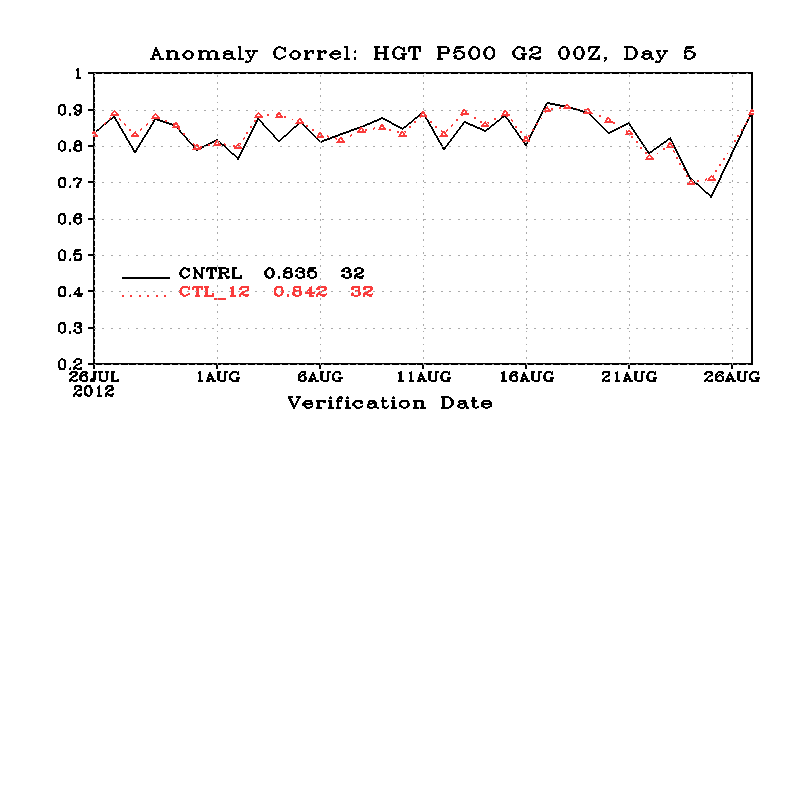 Anomaly Correl: HGT P500 G2 00Z, Day 5
1
0.9
0.8
0.7
0.6
0.5
0.4
0.3
0.2
CNTRL 0.835 32
CTL_12 0.842 32
26JUL 1AUG 6AUG 11AUG 16AUG 21AUG 26AUG
2012
Verification Date